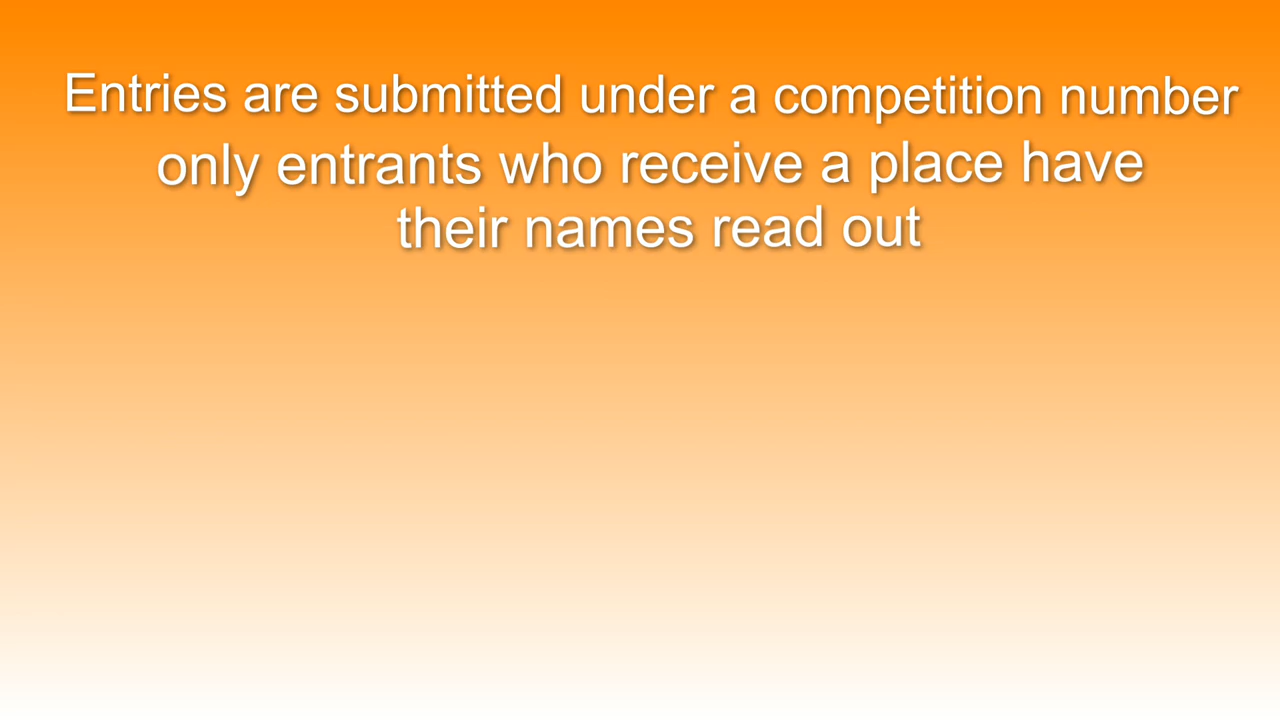 Entries are submitted under a competition number
only entrants who receive a place have
their names read out